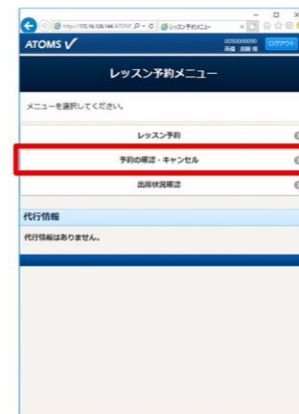 ATOMS V
0050000000
ログアウト
レッスン予約メニュー
メニューを選択してください。
レッスン予約
予約の確認・キャンセル
出席状況確認
代行情報
代行情報はありません。